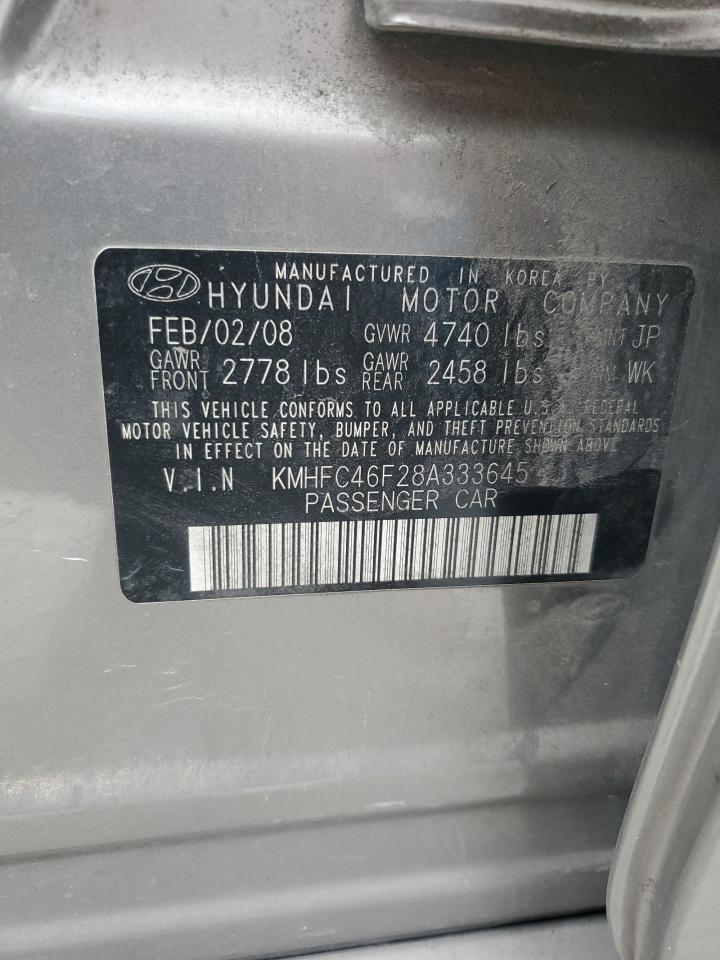 MANUFACTURED IN KOREA BY
HYUNDAI MOTOR COMPANY
FEB/02/08 GVWR 4740 lbs JP
GAWR FRONT 2778 lbs GAWR REAR 2458 lbs WK
THIS VEHICLE CONFORMS TO ALL APPLICABLE U.S. FEDERAL
MOTOR VEHICLE SAFETY, BUMPER, AND THEFT PREVENTION STANDARDS
IN EFFECT ON THE DATE OF MANUFACTURE SHOWN ABOVE
V.I.N KMHFC46F28A333645
PASSENGER CAR